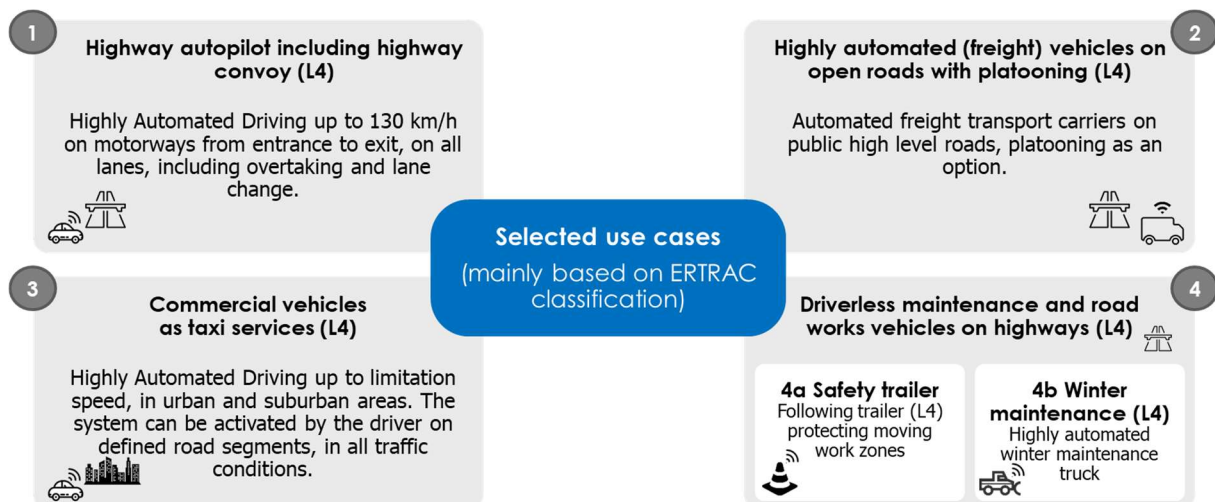 1
Highway autopilot including highway
convoy (L4)
Highly Automated Driving up to 130 km/h
on motorways from entrance to exit, on all
lanes, including overtaking and lane
change.
2
Highly automated (freight) vehicles on
open roads with platooning (L4)
Automated freight transport carriers on
public high level roads, platooning as an
option.
Selected use cases
(mainly based on ERTRAC
classification)
3
Commercial vehicles
as taxi services (L4)
Highly Automated Driving up to limitation
speed, in urban and suburban areas. The
system can be activated by the driver on
defined road segments, in all traffic
conditions.
4
Driverless maintenance and road
works vehicles on highways (L4)
4a Safety trailer
Following trailer (L4)
protecting moving
work zones
4b Winter
maintenance (L4)
Highly automated
winter maintenance
truck